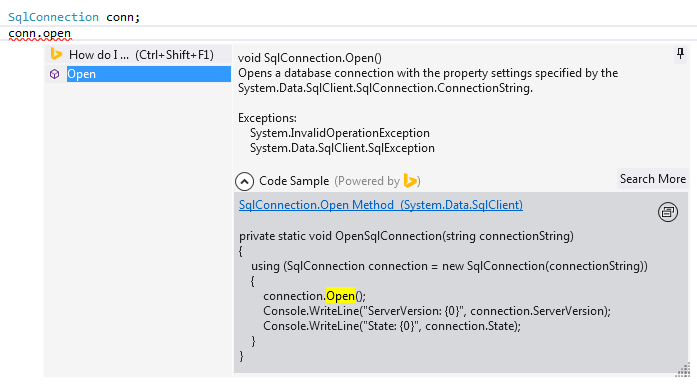 SqlConnection conn;
conn.open
How do I ... (Ctrl+Shift+F1)
Open
void SqlConnection.Open()
Opens a database connection with the property settings specified by the
System.Data.SqlClient.SqlConnection.ConnectionString.
Exceptions:
System.InvalidOperationException
System.Data.SqlClient.SqlException
Code Sample (Powered by )
Search More
SqlConnection.Open Method (System.Data.SqlClient)
private static void OpenSqlConnection(string connectionString)
{
using (SqlConnection connection = new SqlConnection(connectionString))
{
connection.Open();
Console.WriteLine("ServerVersion: {0}", connection.ServerVersion);
Console.WriteLine("State: {0}", connection.State);
}
}